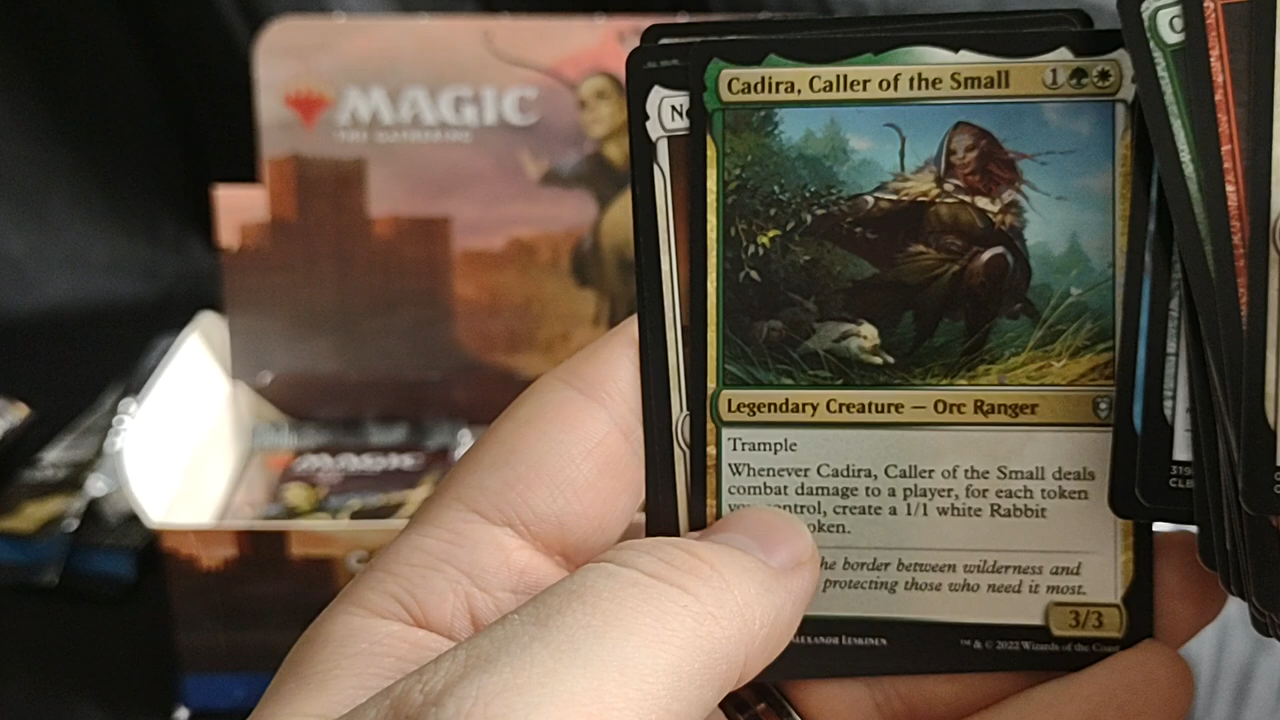 MAGIC
THE GATHERING
MAGIC
N
Cadira, Caller of the Small
1
Legendary Creature — Orc Ranger
Trample
Whenever Cadira, Caller of the Small deals
combat damage to a player, for each token
control, create a 1/1 white Rabbit
he border between wilderness and
protecting those who need it most.
3/3
ALEXANDR LESKINEN
™ & © 2022 Wizards of the Coast
319
CLB